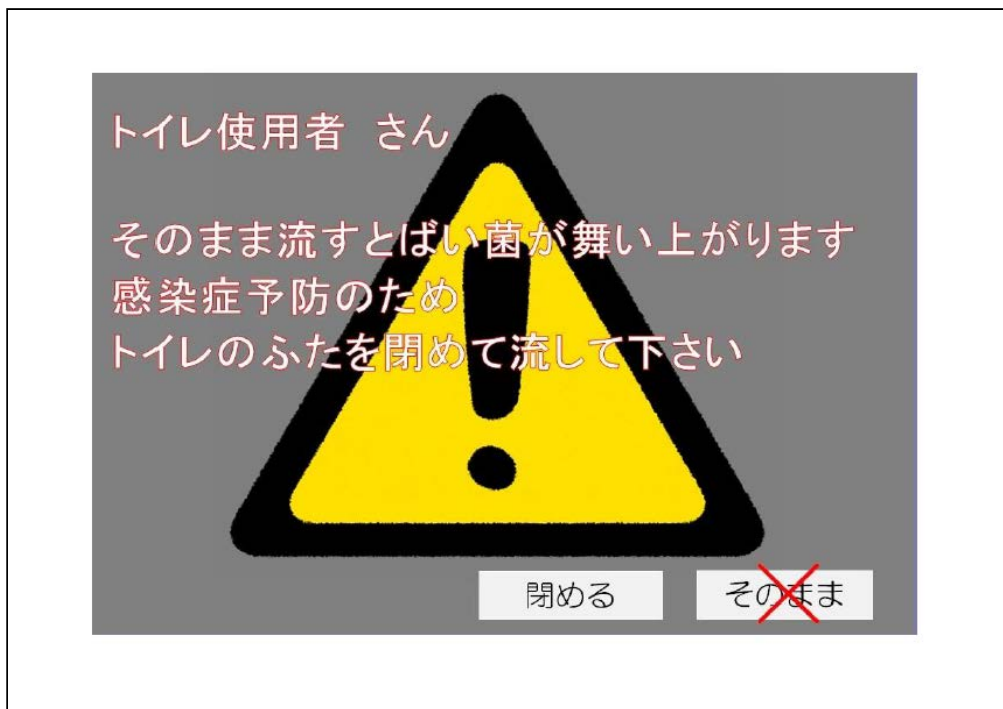 トイレ使用者 さん
そのまま流すとばい菌が舞い上がります
感染症予防のため
トイレのふたを閉めて流して下さい
閉める
そのまま